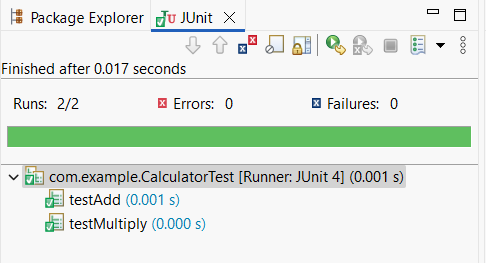 Package Explorer JUnit
Finished after 0.017 seconds
Runs: 2/2 Errors: 0 Failures: 0
com.example.CalculatorTest [Runner: JUnit 4] (0.001 s)
testAdd (0.001 s)
testMultiply (0.000 s)